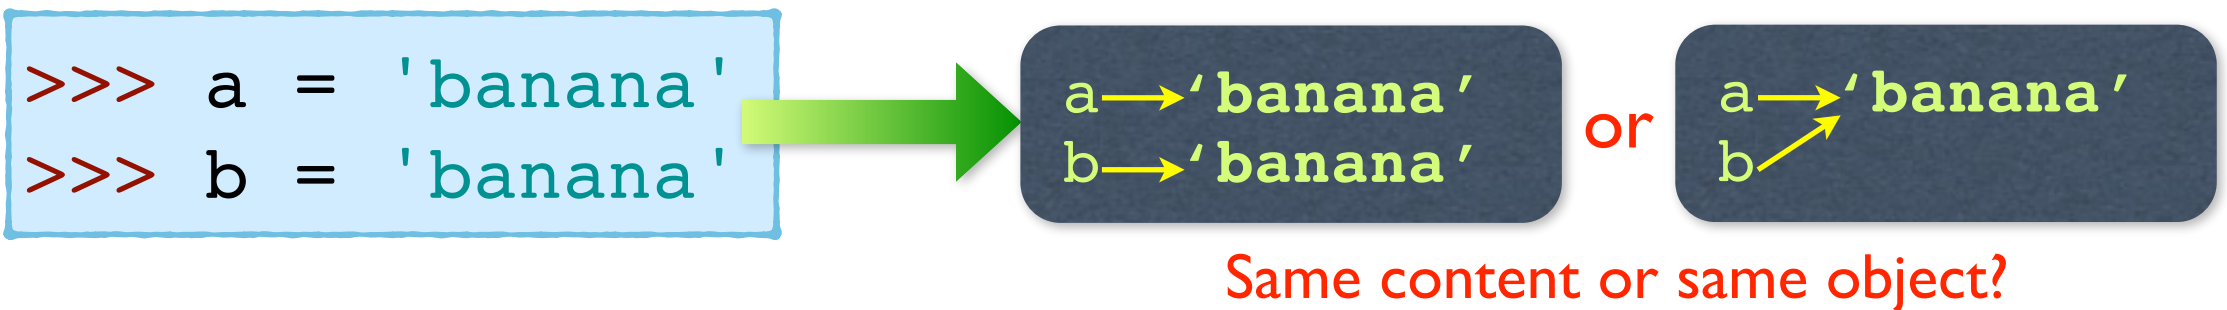 >>> a = 'banana'
>>> b = 'banana'
a ‘banana’
b ‘banana’
or
a ‘banana’
b
Same content or same object?